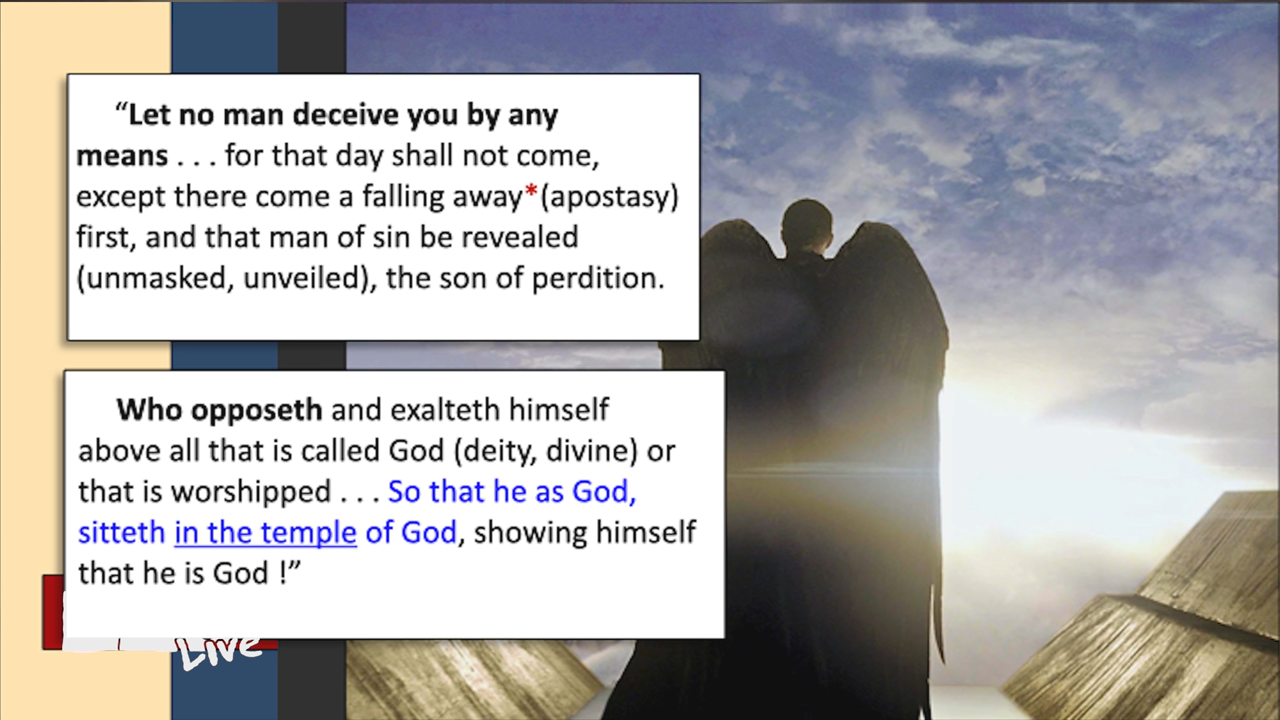 “Let no man deceive you by any
means . . . for that day shall not come,
except there come a falling away*(apostasy)
first, and that man of sin be revealed
(unmasked, unveiled), the son of perdition.
Who opposeth and exalteth himself
above all that is called God (deity, divine) or
that is worshipped . . . So that he as God,
sitteth in the temple of God, showing himself
that he is God !”
Live